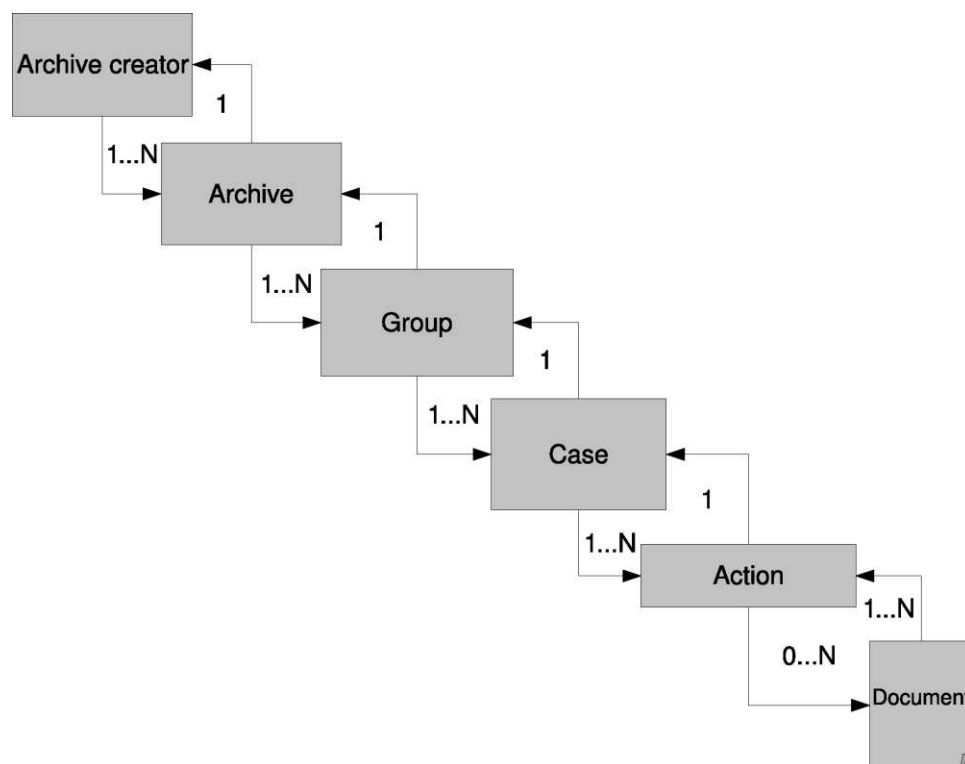 Archive creator
1
1...N
Archive
1
1...N
Group
1
1...N
Case
1
1...N
Action
1...N
0...N
Document